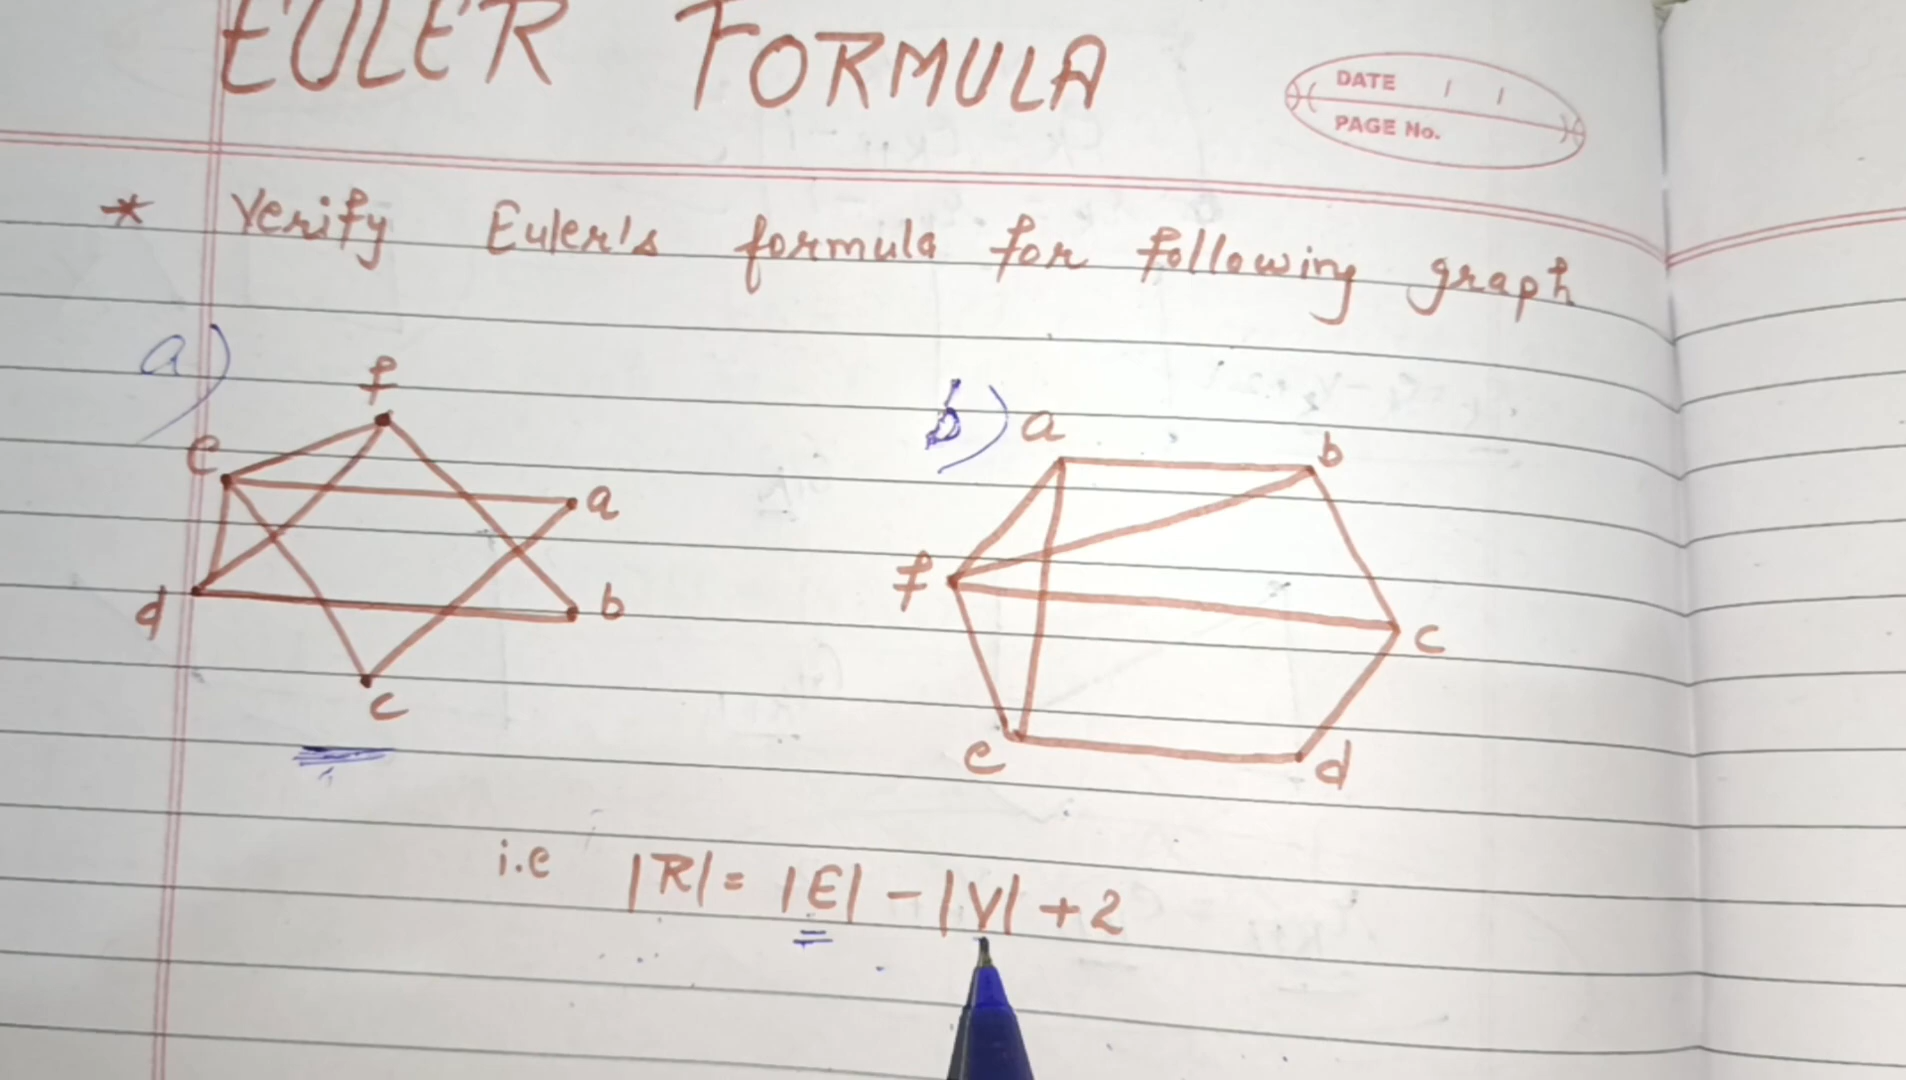 EULER FORMULA
DATE / /
PAGE No.
* Verify Euler's formula for following graph
a)
f
e
a
d
b
c
b)
a
b
f
c
e
d
i.e |R| = |E| - |V| + 2